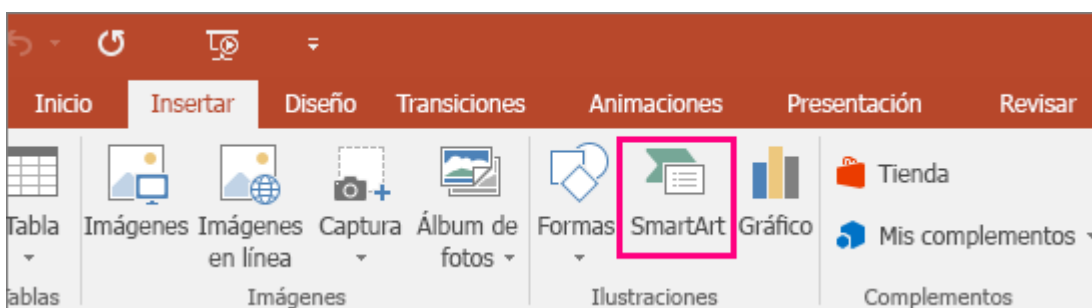 Inicio Insertar Diseño Transiciones Animaciones Presentación Revisar
Tabla Imágenes Imágenes en línea Captura Álbum de fotos Formas SmartArt Gráfico
Tienda
Mis complementos
ablas Imágenes Ilustraciones Complementos